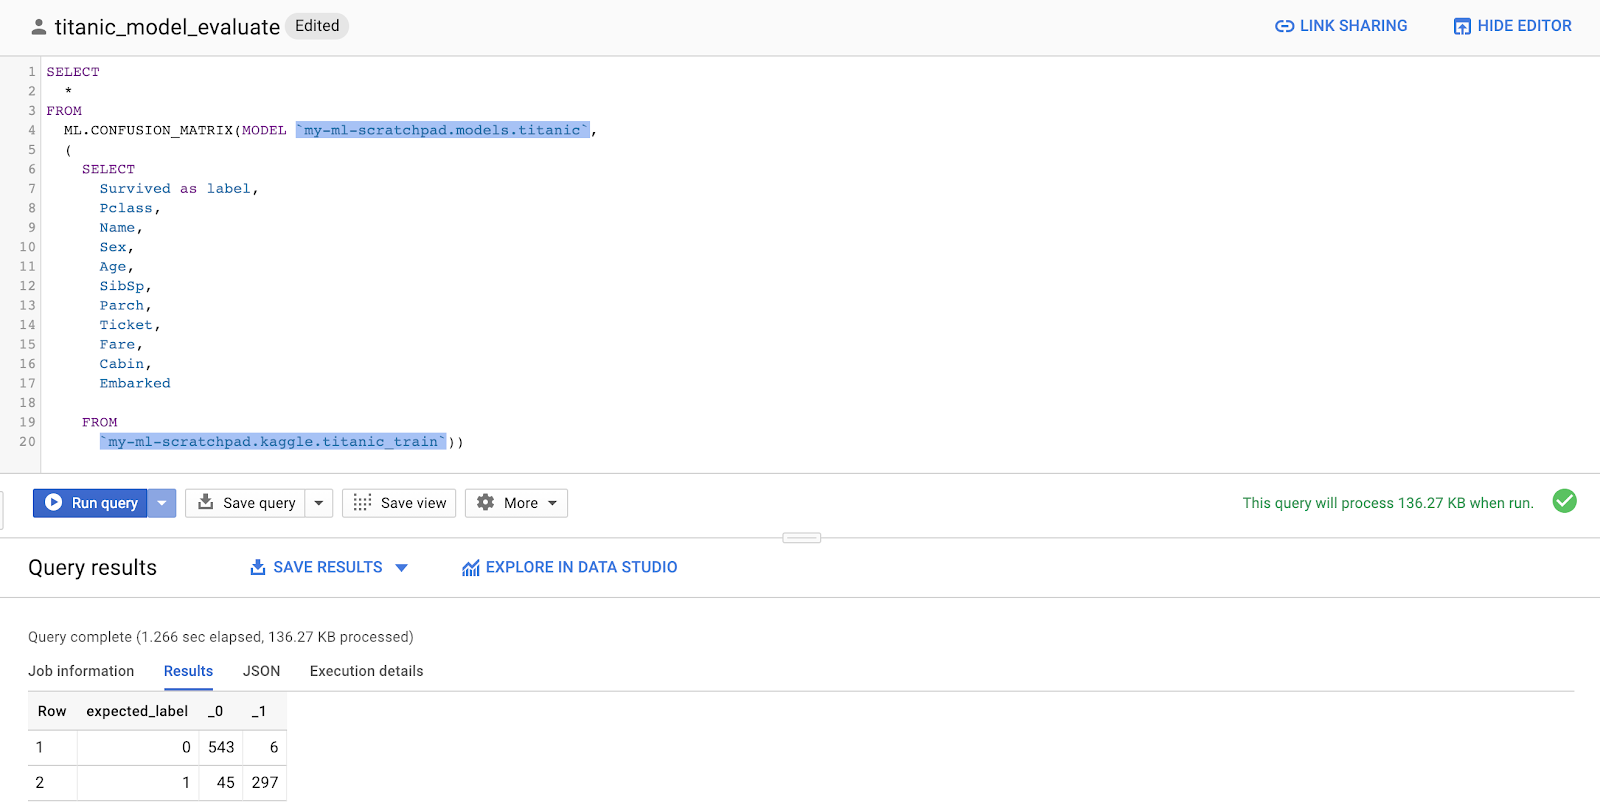 titanic_model_evaluate Edited LINK SHARING HIDE EDITOR
1 SELECT
2 *
3 FROM
4 ML.CONFUSION_MATRIX(MODEL `my-ml-scratchpad.models.titanic`,
5 (
6 SELECT
7 Survived as label,
8 Pclass,
9 Name,
10 Sex,
11 Age,
12 SibSp,
13 Parch,
14 Ticket,
15 Fare,
16 Cabin,
17 Embarked
18
19 FROM
20 `my-ml-scratchpad.kaggle.titanic_train`))
Run query Save query Save view More This query will process 136.27 KB when run.
Query results SAVE RESULTS EXPLORE IN DATA STUDIO
Query complete (1.266 sec elapsed, 136.27 KB processed)
Job information Results JSON Execution details
Row expected_label _0 _1
1 0 543 6
2 1 45 297